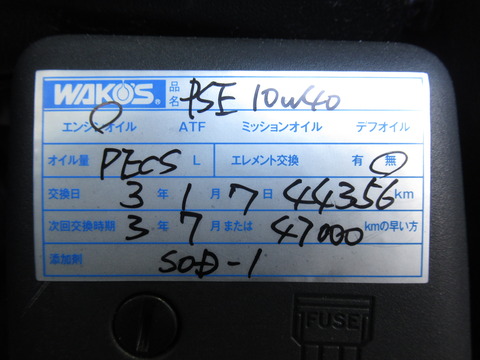 WAKO'S® 品名 PSE 10W40
エンジンオイル ATF ミッションオイル デフオイル
オイル量 PECS L エレメント交換 有 無
交換日 3 年 1 月 7 日 44356 km
次回交換時期 3 年 7 月 または 47000 kmの早い方
添加剤 SOD-1
FUSE